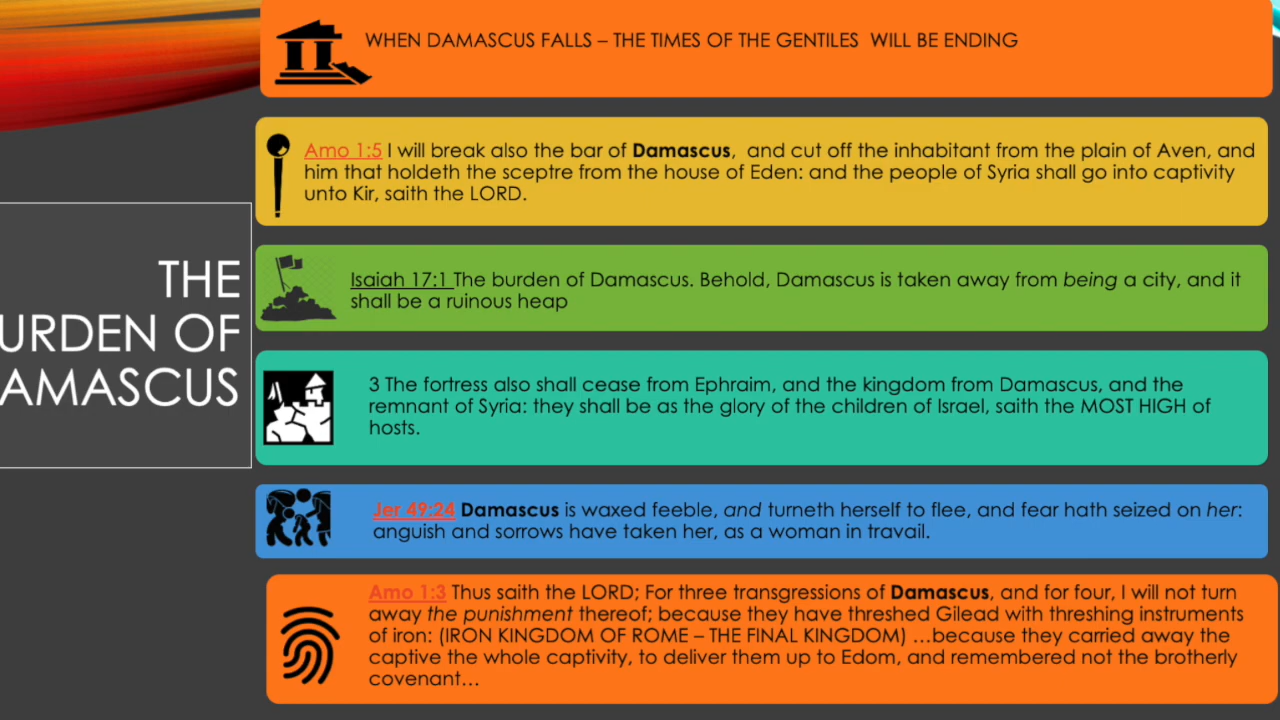 WHEN DAMASCUS FALLS – THE TIMES OF THE GENTILES WILL BE ENDING
Amo 1:5 I will break also the bar of Damascus, and cut off the inhabitant from the plain of Aven, and
him that holdeth the sceptre from the house of Eden: and the people of Syria shall go into captivity
unto Kir, saith the LORD.
THE
URDEN OF
AMASCUS
Isaiah 17:1 The burden of Damascus. Behold, Damascus is taken away from being a city, and it
shall be a ruinous heap
3 The fortress also shall cease from Ephraim, and the kingdom from Damascus, and the
remnant of Syria: they shall be as the glory of the children of Israel, saith the MOST HIGH of
hosts.
Jer 49:24 Damascus is waxed feeble, and turneth herself to flee, and fear hath seized on her:
anguish and sorrows have taken her, as a woman in travail.
Amo 1:3 Thus saith the LORD; For three transgressions of Damascus, and for four, I will not turn
away the punishment thereof; because they have threshed Gilead with threshing instruments
of iron: (IRON KINGDOM OF ROME – THE FINAL KINGDOM) …because they carried away the
captive the whole captivity, to deliver them up to Edom, and remembered not the brotherly
covenant…